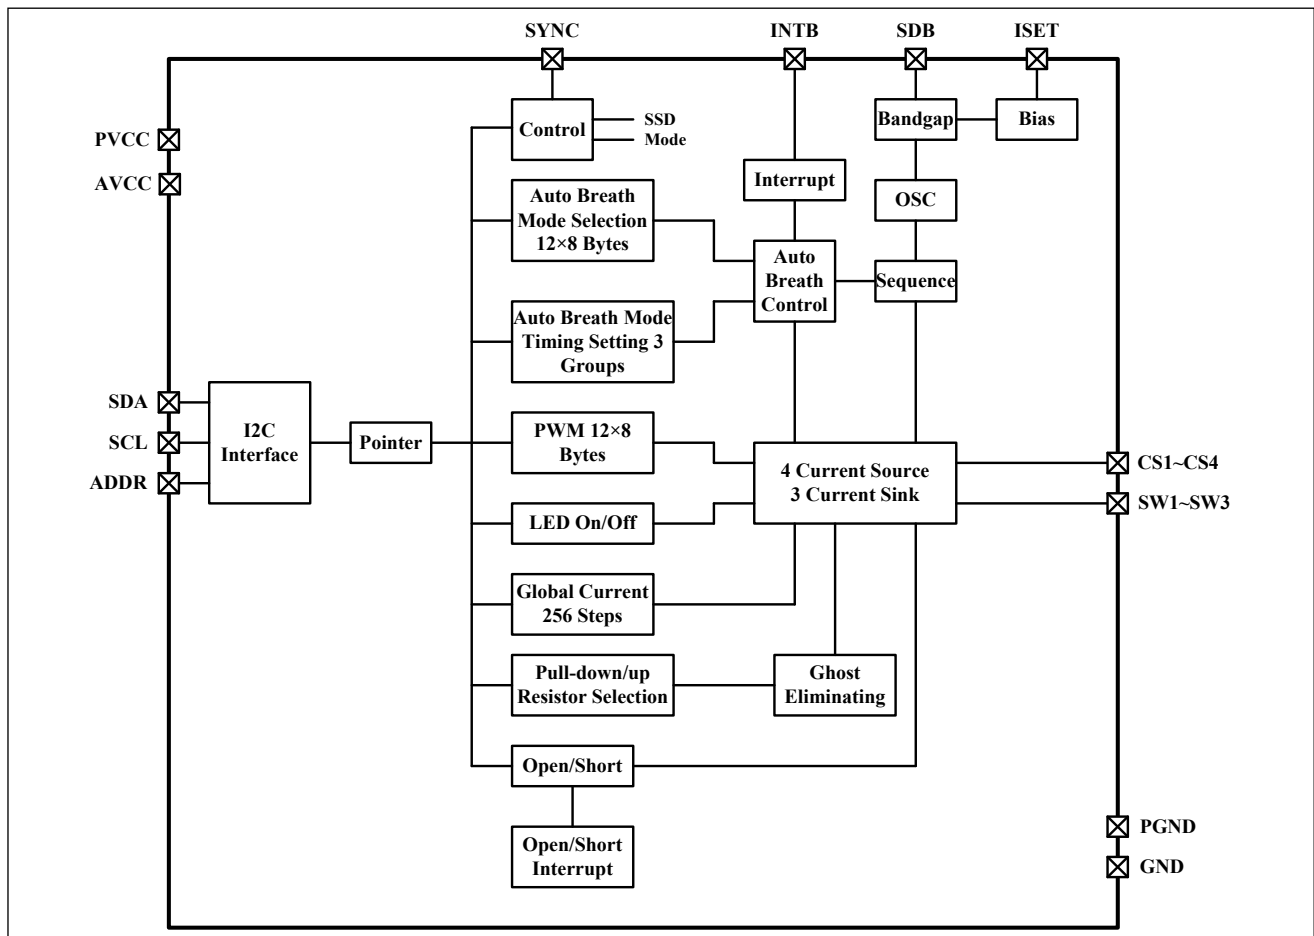 SYNC
INTB
SDB
ISET
Control
SSD
Mode
Bandgap
Bias
PVCC
AVCC
Interrupt
OSC
Auto Breath
Mode Selection
12×8 Bytes
Auto
Breath
Control
Sequence
Auto Breath Mode
Timing Setting 3
Groups
SDA
SCL
ADDR
I2C
Interface
Pointer
PWM 12×8
Bytes
4 Current Source
3 Current Sink
CS1~CS4
SW1~SW3
LED On/Off
Global Current
256 Steps
Pull-down/up
Resistor Selection
Ghost
Eliminating
Open/Short
Open/Short
Interrupt
PGND
GND